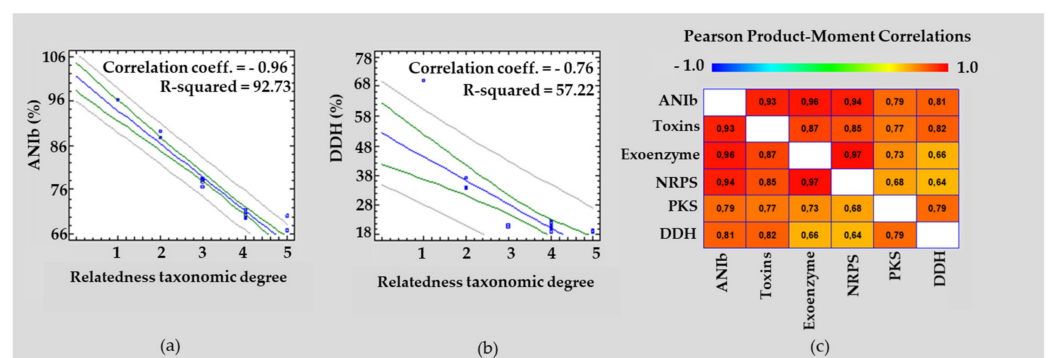 106
96
86
76
66
ANIb (%)
Correlation coeff. = - 0.96
R-squared = 92.73
1 2 3 4 5
Relatedness taxonomic degree
(a)
78
68
58
48
38
28
18
DDH (%)
Correlation coeff. = - 0.76
R-squared = 57.22
1 2 3 4 5
Relatedness taxonomic degree
(b)
Pearson Product-Moment Correlations
- 1.0 1.0
ANIb 0,93 0,96 0,94 0,79 0,81
Toxins 0,93 0,87 0,85 0,77 0,82
Exoenzyme 0,96 0,87 0,97 0,73 0,66
NRPS 0,94 0,85 0,97 0,68 0,64
PKS 0,79 0,77 0,73 0,68 0,79
DDH 0,81 0,82 0,66 0,64 0,79
ANIb
Toxins
Exoenzyme
NRPS
PKS
DDH
(c)